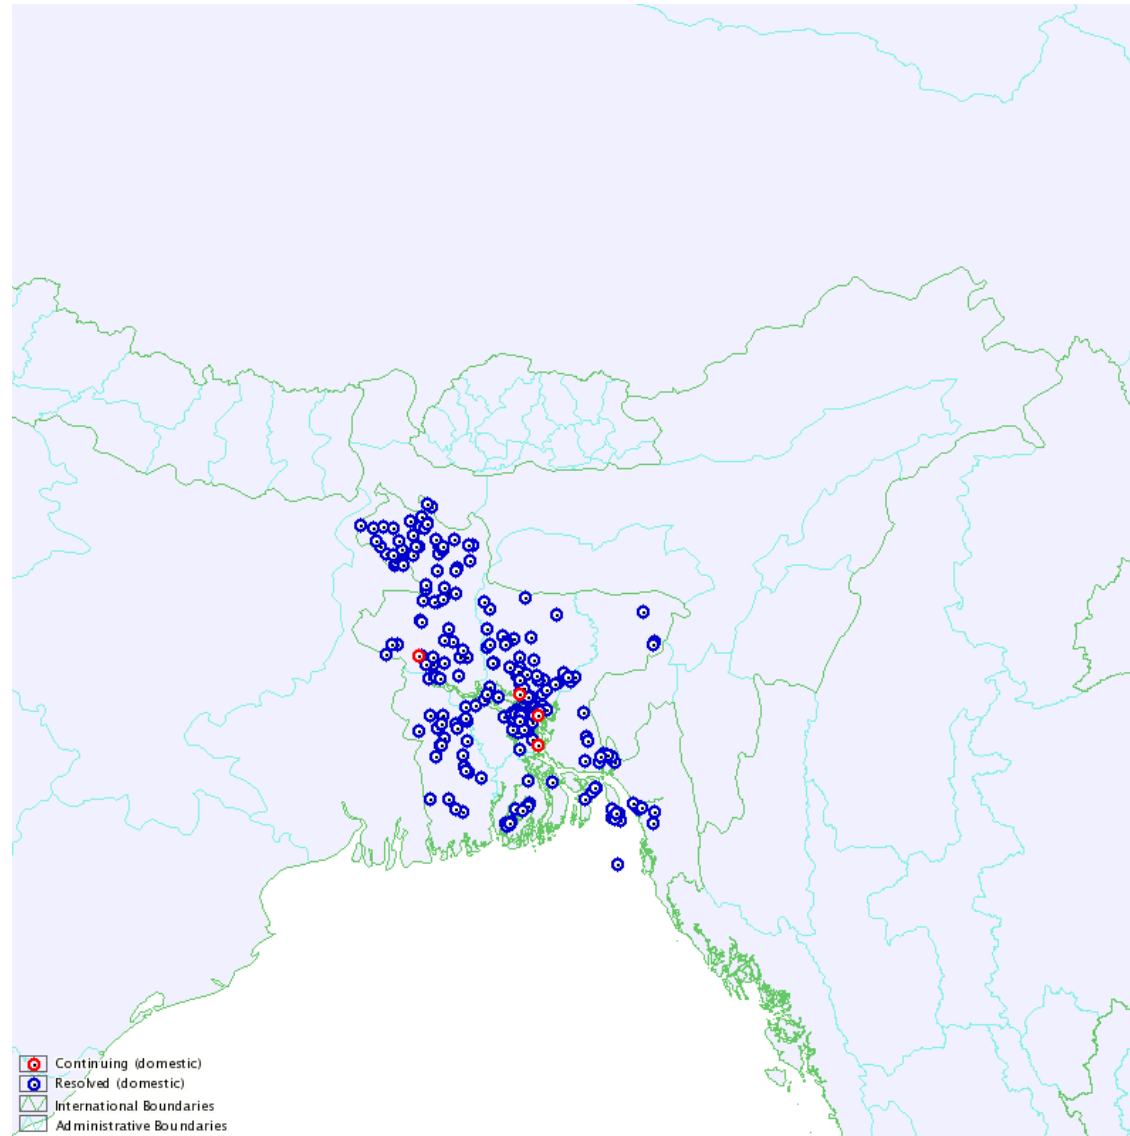 Continuing (domestic)
Resolved (domestic)
International Boundaries
Administrative Boundaries